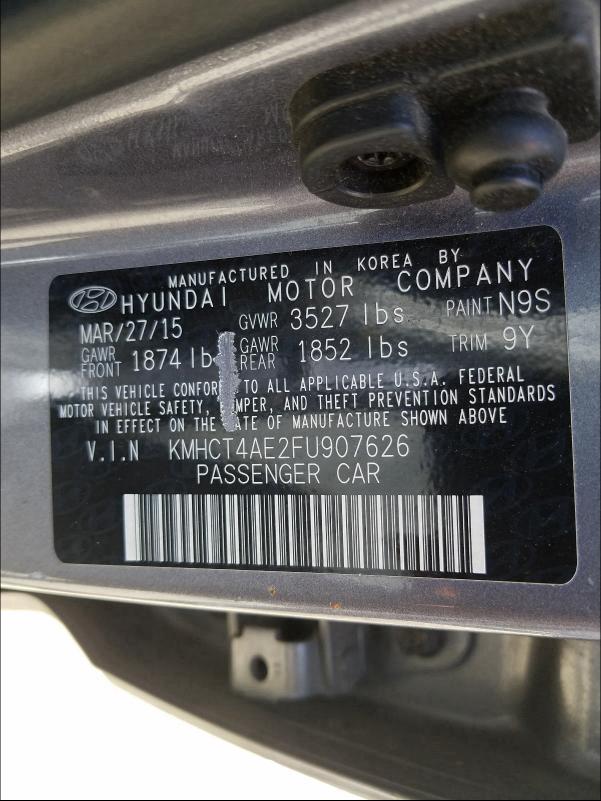 MANUFACTURED IN KOREA BY
HYUNDAI MOTOR COMPANY
MAR/27/15 GVWR 3527 lbs PAINT N9S
GAWR FRONT 1874 lb GAWR REAR 1852 lbs TRIM 9Y
THIS VEHICLE CONFOR TO ALL APPLICABLE U.S.A. FEDERAL
MOTOR VEHICLE SAFETY, MPER, AND THEFT PREVENTION STANDARDS
IN EFFECT ON THE ATE OF MANUFACTURE SHOWN ABOVE
V.I.N KMHCT4AE2FU907626
PASSENGER CAR